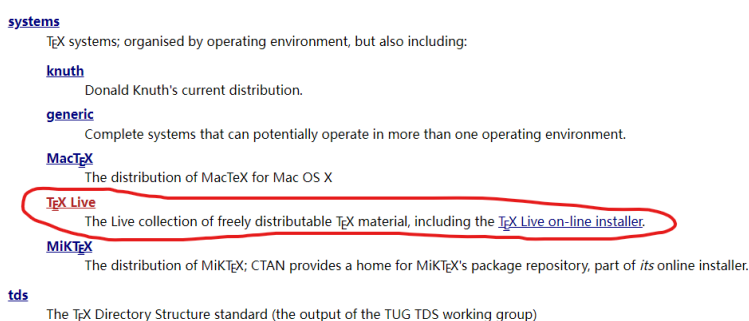 systems
TEX systems; organised by operating environment, but also including:
knuth
Donald Knuth's current distribution.
generic
Complete systems that can potentially operate in more than one operating environment.
MacTEX
The distribution of MacTeX for Mac OS X
TEX Live
The Live collection of freely distributable TEX material, including the TEX Live on-line installer.
MiKTEX
The distribution of MiKTEX; CTAN provides a home for MiKTEX's package repository, part of its online installer.
tds
The TEX Directory Structure standard (the output of the TUG TDS working group)